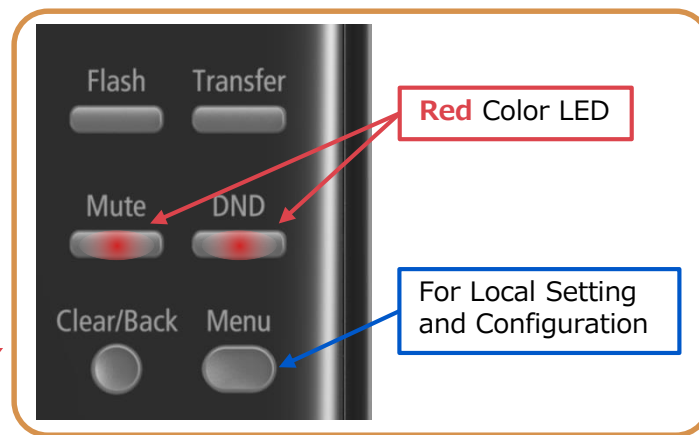 Flash Transfer
Red Color LED
Mute DND
For Local Setting
and Configuration
Clear/Back Menu